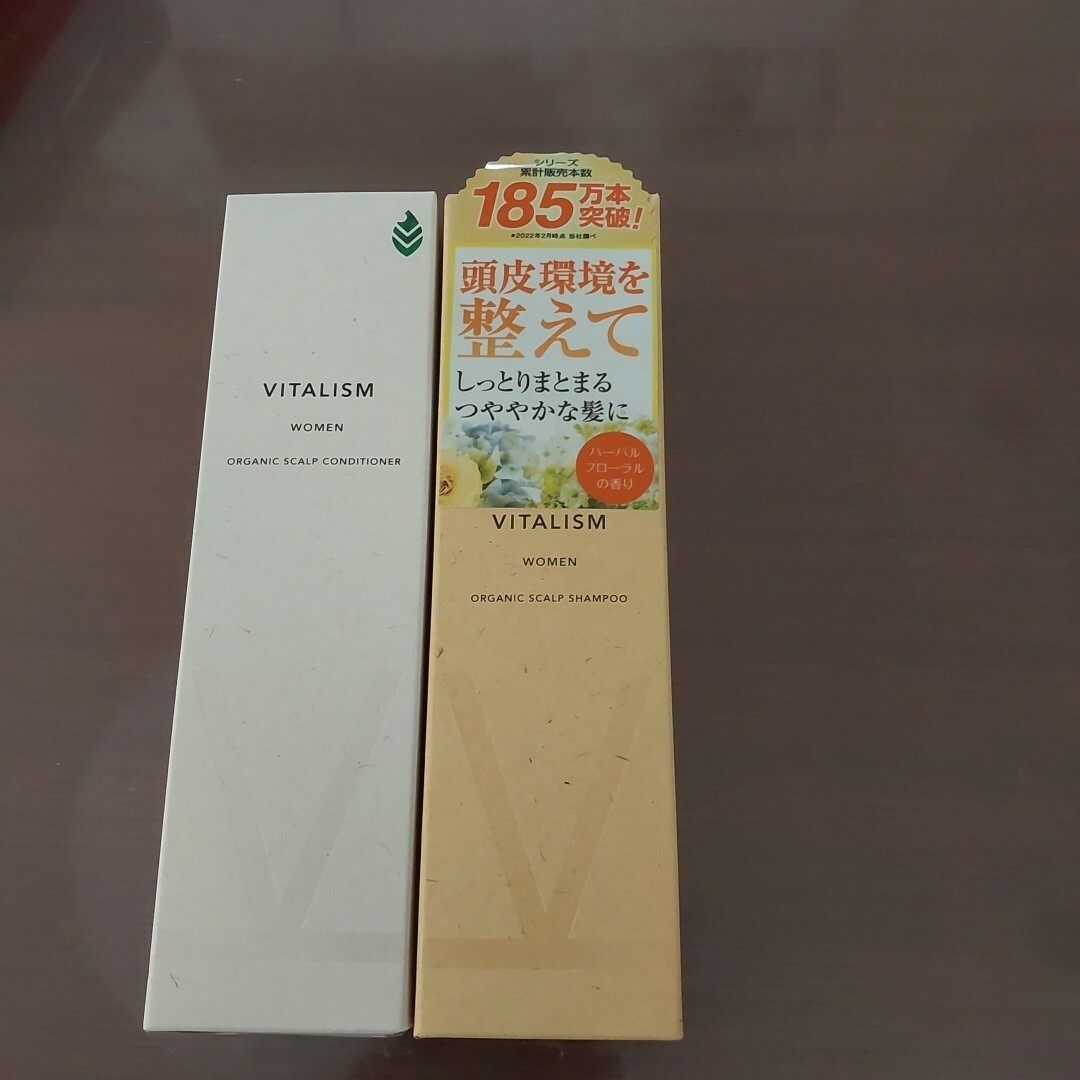 VITALISM
WOMEN
ORGANIC SCALP CONDITIONER
シリーズ
累計販売本数
185万本
突破!
*2022年2月時点 当社調べ
頭皮環境を
整えて
しっとりまとまる
つややかな髪に
ハーバル
フローラル
の香り
VITALISM
WOMEN
ORGANIC SCALP SHAMPOO